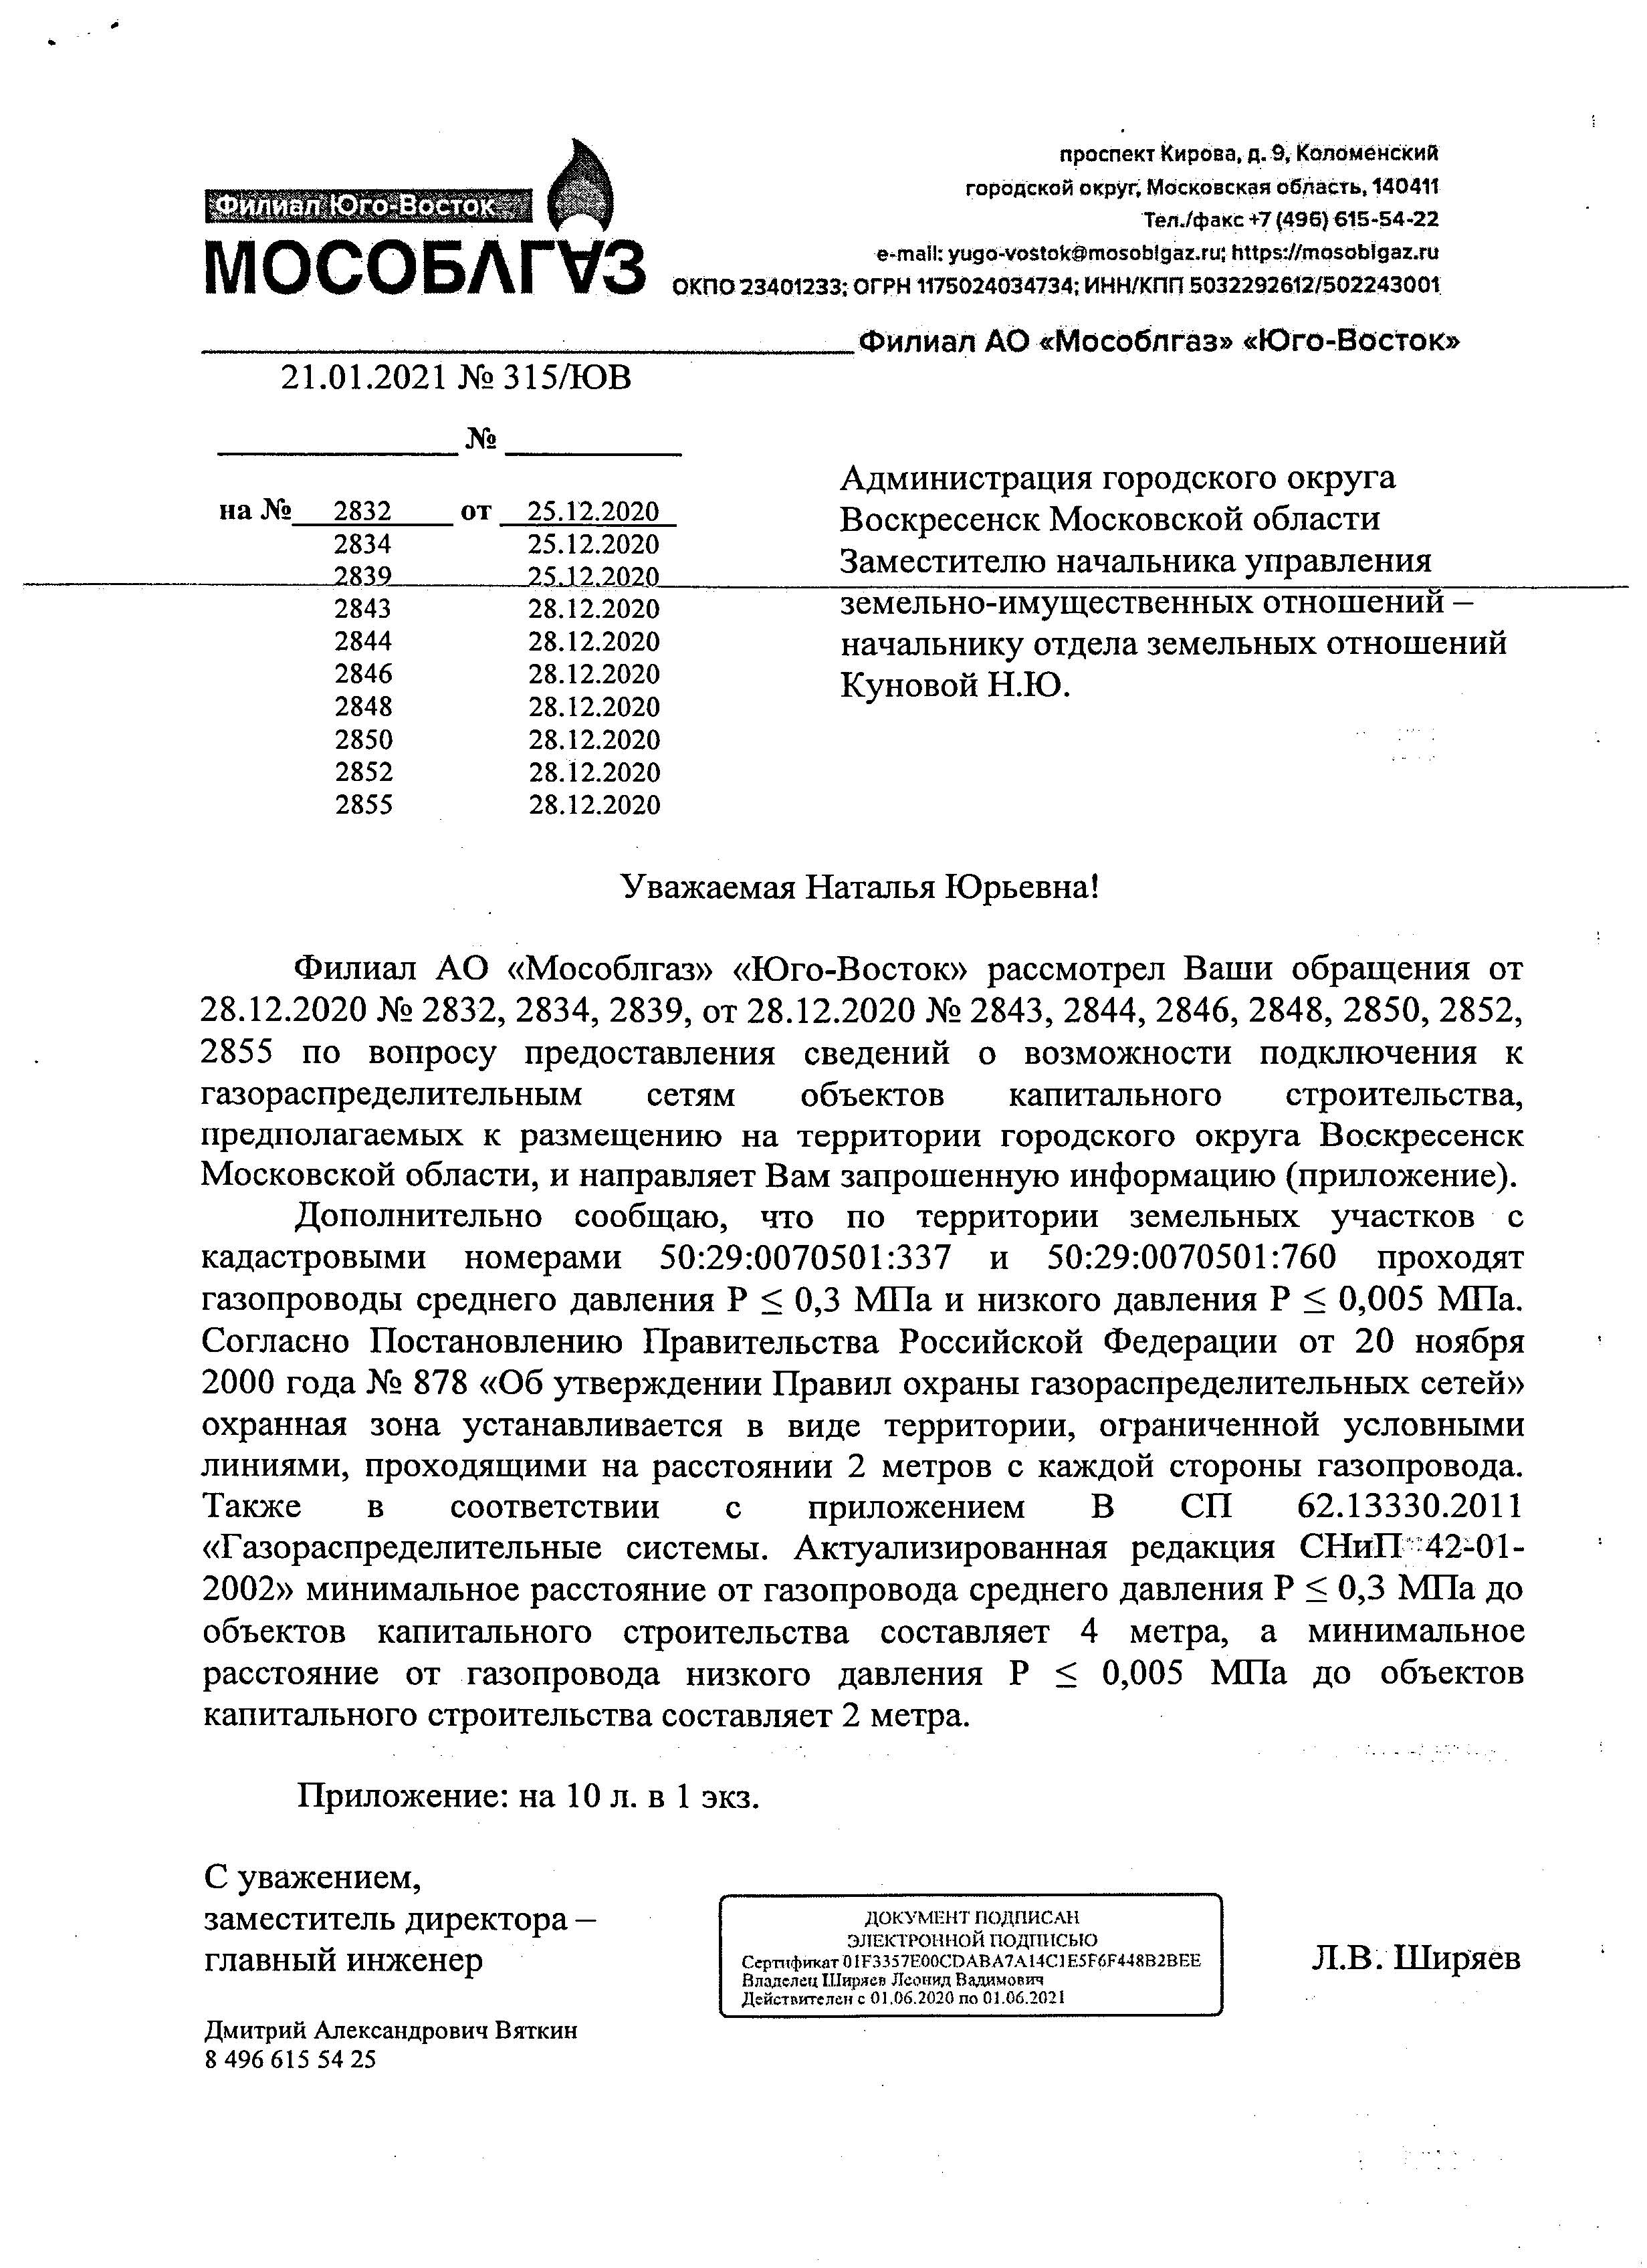 Филиал Юго-Восток
МОСОБЛГАЗ
проспект Кирова, д. 9, Коломенский
городской округ, Московская область, 140411
Тел./факс +7 (496) 615-54-22
e-mail: yugo-vostok@mosoblgaz.ru; https://mosoblgaz.ru
ОКПО 23401233; ОГРН 1175024034734; ИНН/КПП 5032292612/502243001
Филиал АО «Мособлгаз» «Юго-Восток»
21.01.2021 № 315/ЮВ
№
на № 2832 от 25.12.2020
2834 25.12.2020
2839 25.12.2020
2843 28.12.2020
2844 28.12.2020
2846 28.12.2020
2848 28.12.2020
2850 28.12.2020
2852 28.12.2020
2855 28.12.2020
Администрация городского округа
Воскресенск Московской области
Заместителю начальника управления
земельно-имущественных отношений –
начальнику отдела земельных отношений
Куновой Н.Ю.
Уважаемая Наталья Юрьевна!
Филиал АО «Мособлгаз» «Юго-Восток» рассмотрел Ваши обращения от
28.12.2020 № 2832, 2834, 2839, от 28.12.2020 № 2843, 2844, 2846, 2848, 2850, 2852,
2855 по вопросу предоставления сведений о возможности подключения к
газораспределительным сетям объектов капитального строительства,
предполагаемых к размещению на территории городского округа Воскресенск
Московской области, и направляет Вам запрошенную информацию (приложение).
Дополнительно сообщаю, что по территории земельных участков с
кадастровыми номерами 50:29:0070501:337 и 50:29:0070501:760 проходят
газопроводы среднего давления Р ≤ 0,3 МПа и низкого давления Р ≤ 0,005 МПа.
Согласно Постановлению Правительства Российской Федерации от 20 ноября
2000 года № 878 «Об утверждении Правил охраны газораспределительных сетей»
охранная зона устанавливается в виде территории, ограниченной условными
линиями, проходящими на расстоянии 2 метров с каждой стороны газопровода.
Также в соответствии с приложением В СП 62.13330.2011
«Газораспределительные системы. Актуализированная редакция СНиП 42-01-
2002» минимальное расстояние от газопровода среднего давления Р ≤ 0,3 МПа до
объектов капитального строительства составляет 4 метра, а минимальное
расстояние от газопровода низкого давления Р ≤ 0,005 МПа до объектов
капитального строительства составляет 2 метра.
Приложение: на 10 л. в 1 экз.
С уважением,
заместитель директора –
главный инженер
ДОКУМЕНТ ПОДПИСАН
ЭЛЕКТРОННОЙ ПОДПИСЬЮ
Сертификат 01F3357E00CDABA7A14C1E5F6F448B2BEE
Владелец Ширяев Леонид Вадимович
Действителен с 01.06.2020 по 01.06.2021
Л.В. Ширяев
Дмитрий Александрович Вяткин
8 496 615 54 25